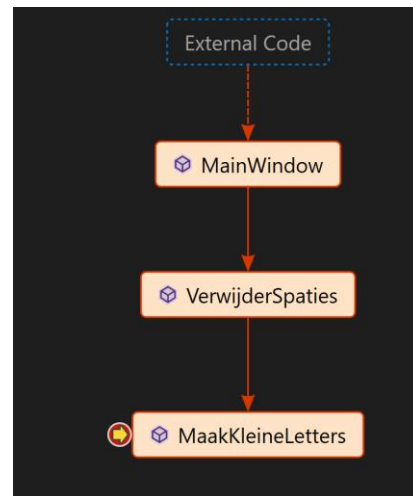 External Code
MainWindow
VerwijderSpaties
MaakKleineLetters